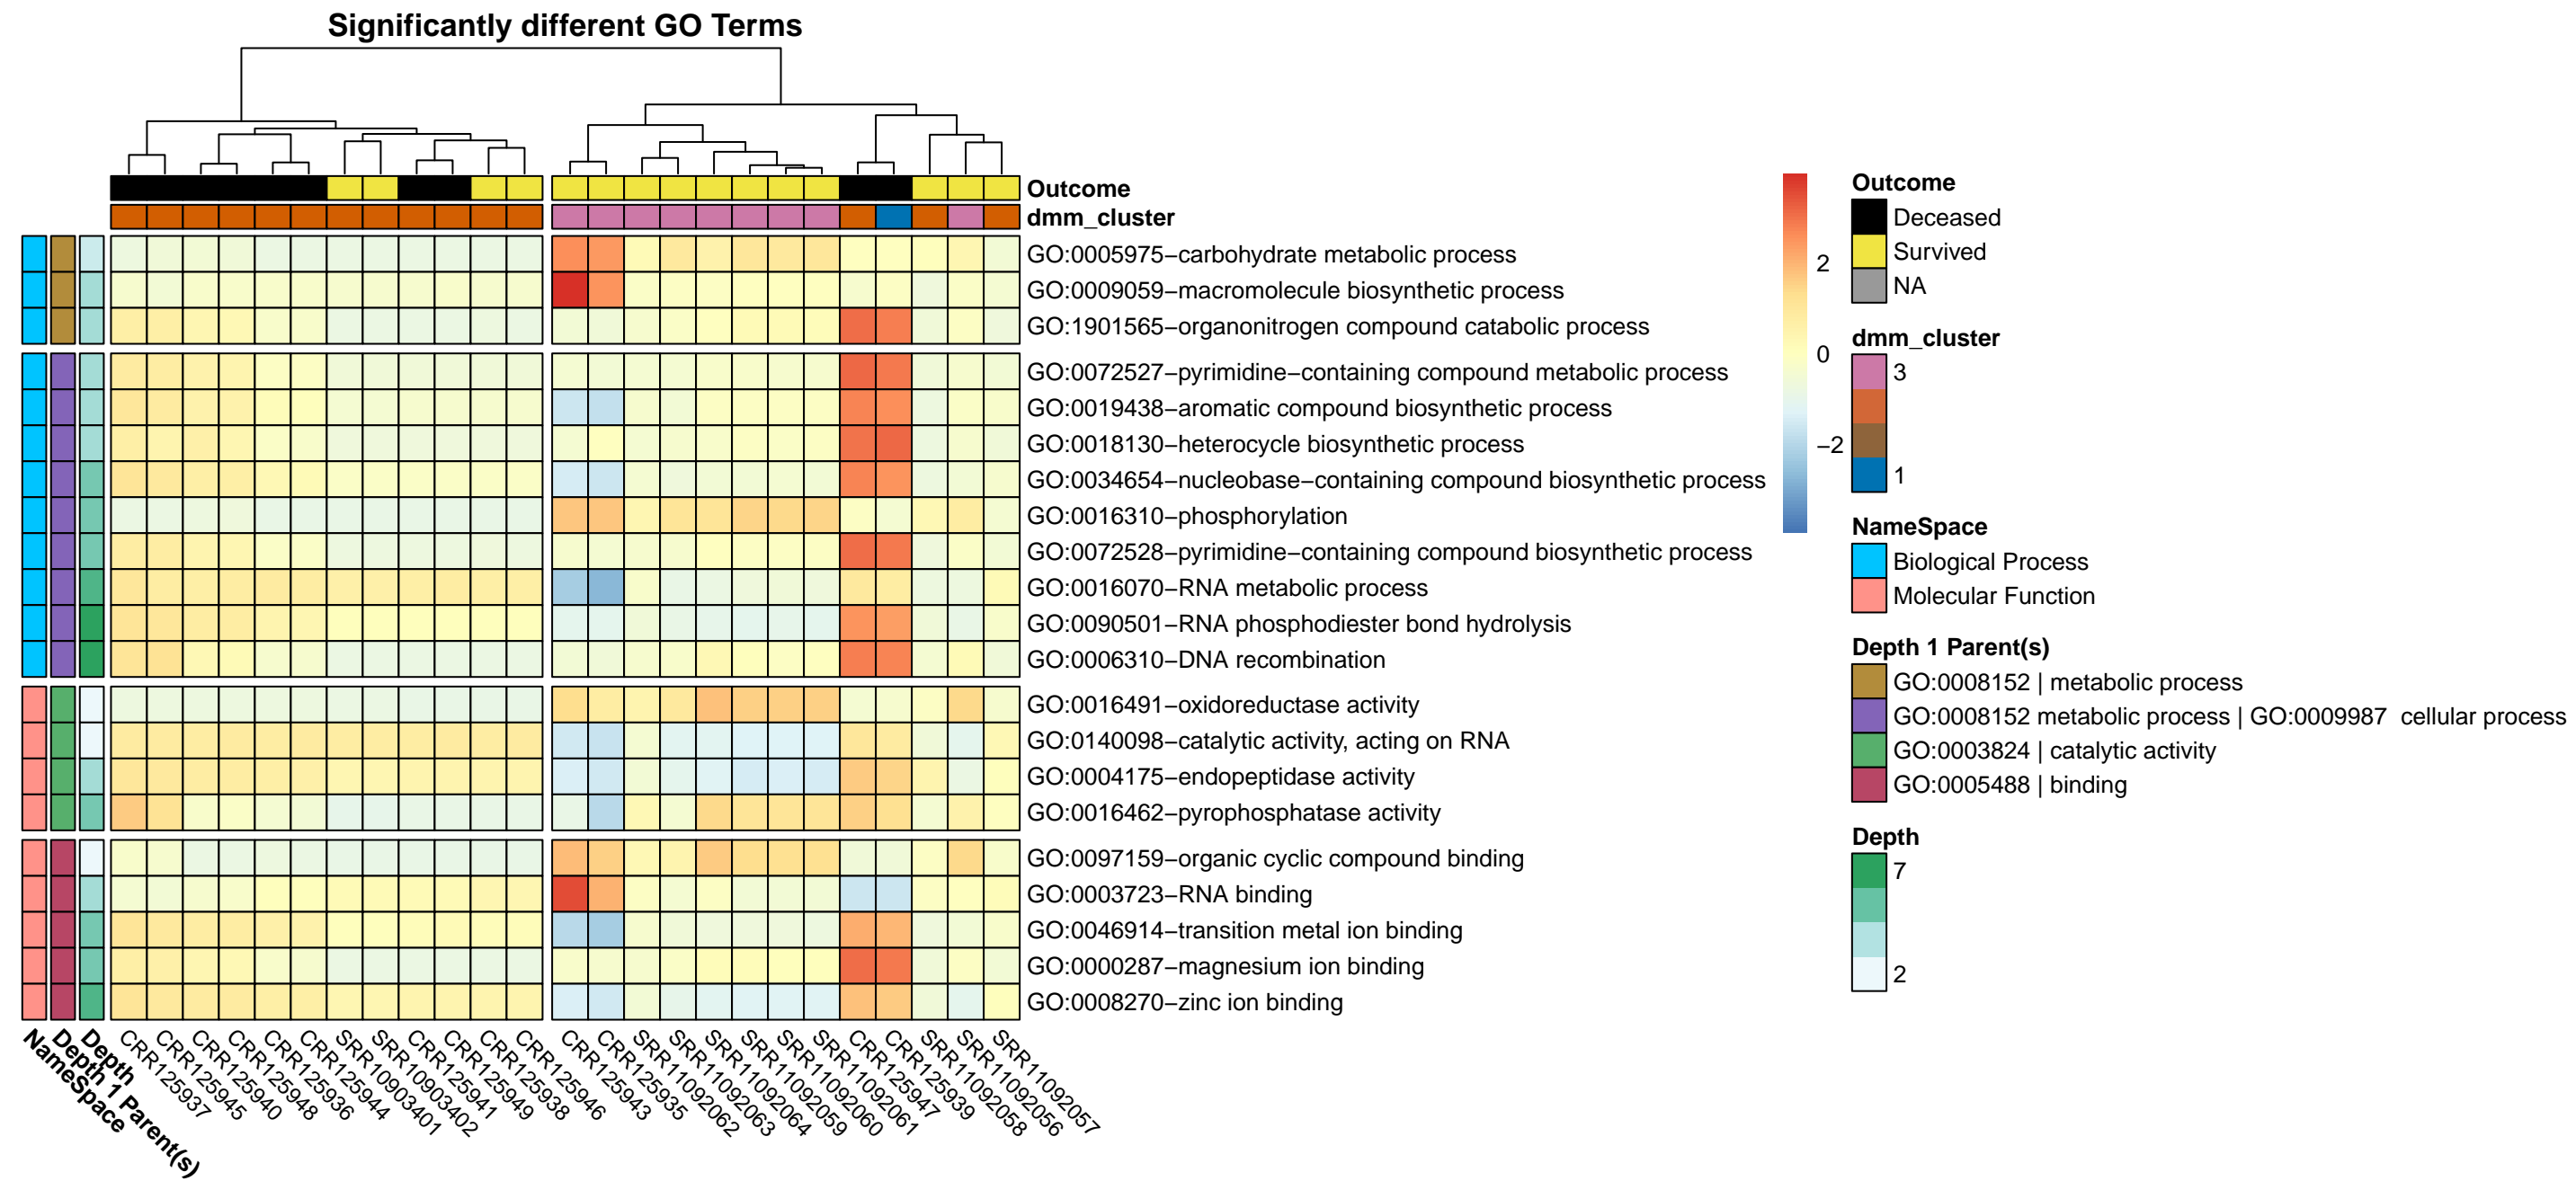 Significantly different GO Terms
Outcome
dmm_cluster
GO:0005975−carbohydrate metabolic process
GO:0009059−macromolecule biosynthetic process
GO:1901565−organonitrogen compound catabolic process
GO:0072527−pyrimidine−containing compound metabolic process
GO:0019438−aromatic compound biosynthetic process
GO:0018130−heterocycle biosynthetic process
GO:0034654−nucleobase−containing compound biosynthetic process
GO:0016310−phosphorylation
GO:0072528−pyrimidine−containing compound biosynthetic process
GO:0016070−RNA metabolic process
GO:0090501−RNA phosphodiester bond hydrolysis
GO:0006310−DNA recombination
GO:0016491−oxidoreductase activity
GO:0140098−catalytic activity, acting on RNA
GO:0004175−endopeptidase activity
GO:0016462−pyrophosphatase activity
GO:0097159−organic cyclic compound binding
GO:0003723−RNA binding
GO:0046914−transition metal ion binding
GO:0000287−magnesium ion binding
GO:0008270−zinc ion binding
NameSpace
Depth 1 Parent(s)
Depth
CRR125937
CRR125945
CRR125940
CRR125948
CRR125936
CRR125944
SRR10903401
SRR10903402
CRR125941
CRR125949
CRR125938
CRR125946
CRR125943
CRR125935
SRR11092062
SRR11092063
SRR11092064
SRR11092059
SRR11092060
SRR11092061
CRR125947
CRR125939
SRR11092058
SRR11092056
SRR11092057
2
0
−2
Outcome
Deceased
Survived
NA
dmm_cluster
3
1
NameSpace
Biological Process
Molecular Function
Depth 1 Parent(s)
GO:0008152 | metabolic process
GO:0008152 metabolic process | GO:0009987  cellular process
GO:0003824 | catalytic activity
GO:0005488 | binding
Depth
7
2